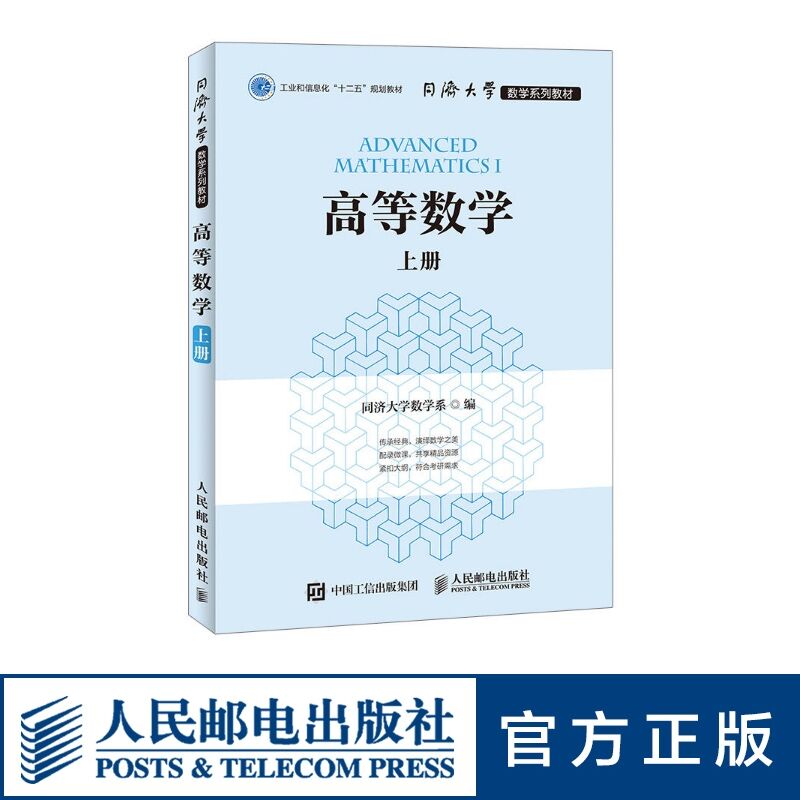 同濟大学
数学系列教材
高等数学
上册
人民邮电出版社
工业和信息化“十二五”规划教材
同濟大学
数学系列教材
ADVANCED
MATHEMATICS I
高等数学
上册
同济大学数学系◎编
传承经典,演绎数学之美
配录微课,共享精品资源
紧扣大纲,符合考研需求
中国工信出版集团
人民邮电出版社
POSTS & TELECOM PRESS
人民邮电出版社
POSTS & TELECOM PRESS
官方正版